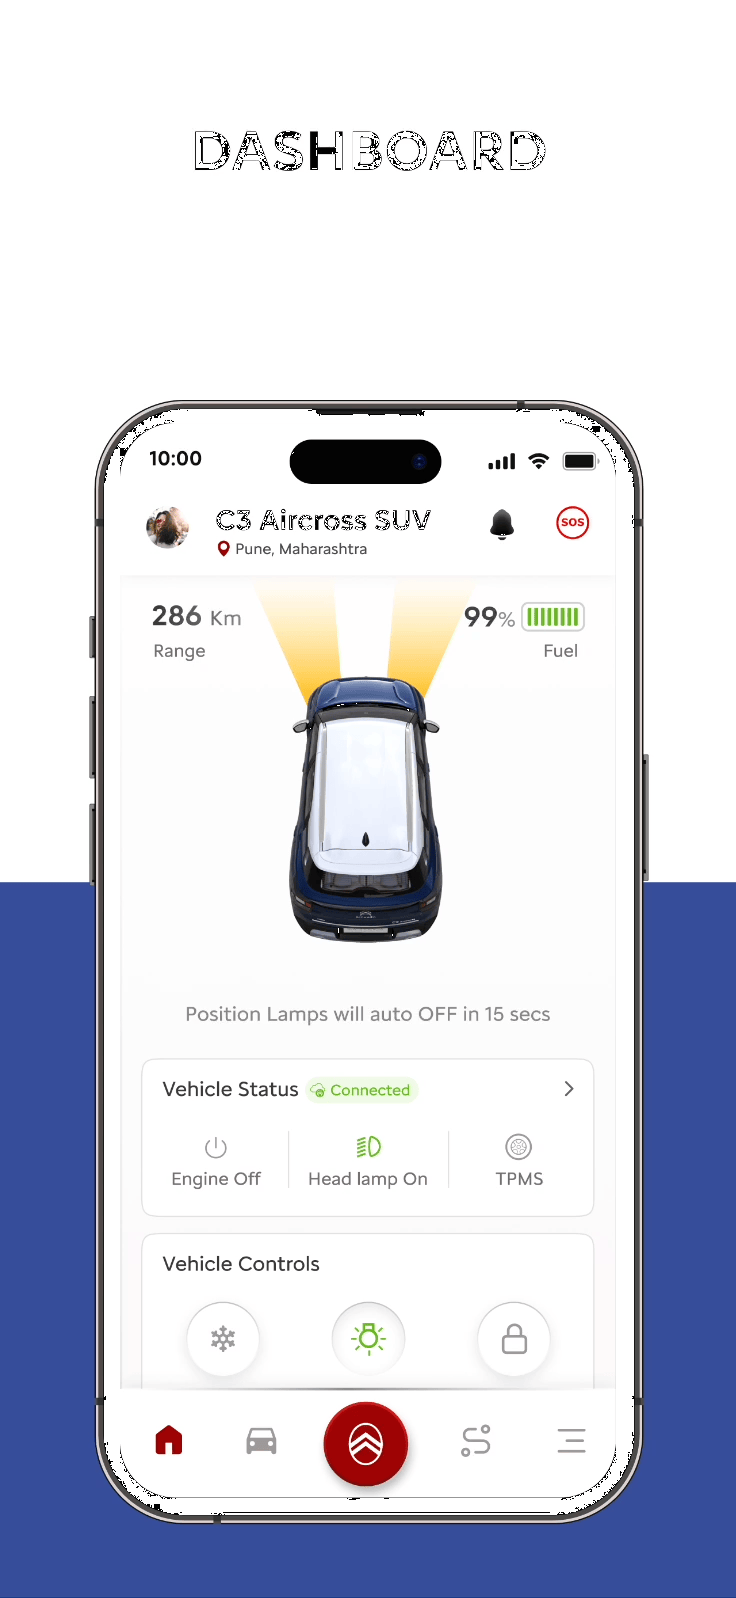 DASHBOARD
10:00
C3 Aircross SUV
SOS
Pune, Maharashtra
286 Km
99%
Range
Fuel
Position Lamps will auto OFF in 15 secs
Vehicle Status
Connected
Engine Off
Head lamp On
TPMS
Vehicle Controls